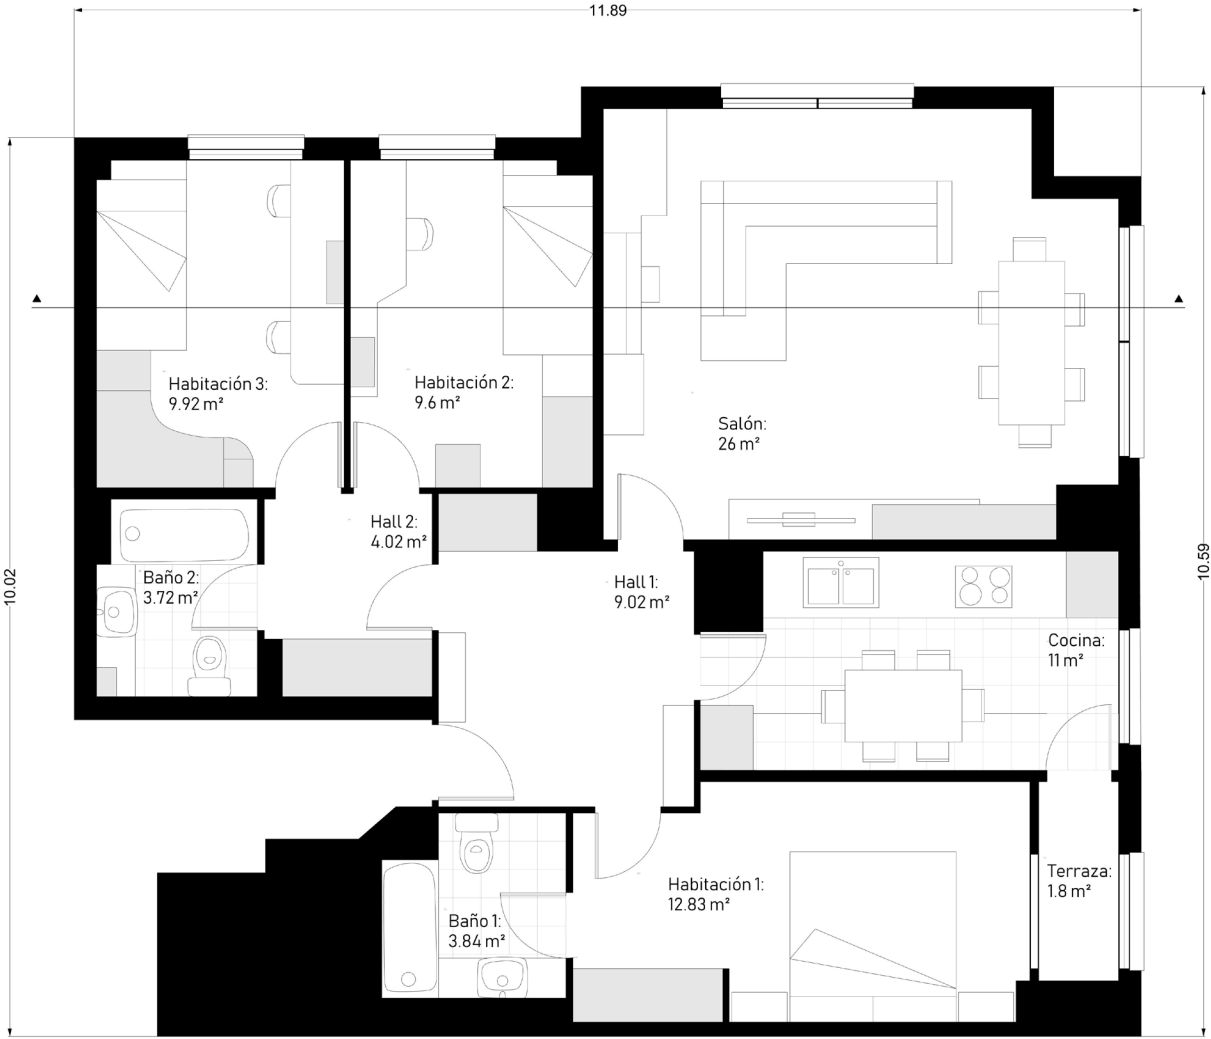 11.89
Habitación 3:
9.92 m²
Habitación 2:
9.6 m²
Salón:
26 m²
Hall 2:
4.02 m²
Baño 2:
3.72 m²
Hall 1:
9.02 m²
10.02
10.59
Cocina:
11 m²
Habitación 1:
12.83 m²
Terraza:
1.8 m²
Baño 1:
3.84 m²